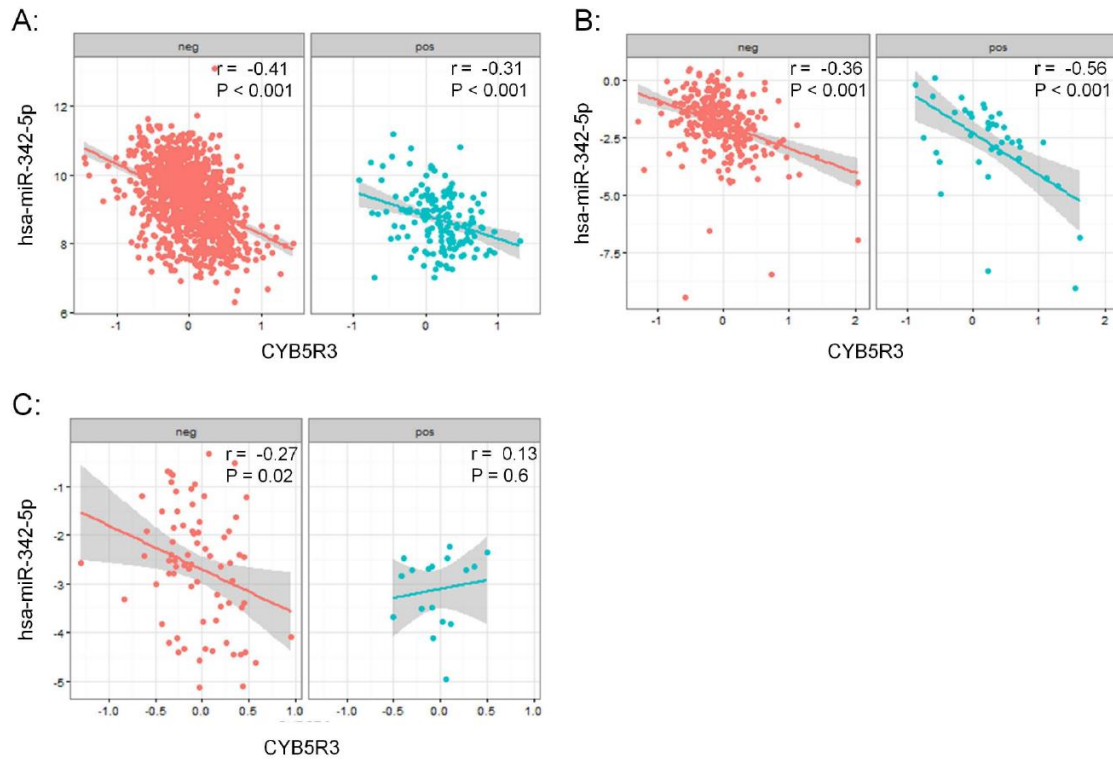 A:
neg
pos
r = -0.41
P < 0.001
r = -0.31
P < 0.001
hsa-miR-342-5p
12
10
8
6
-1
0
1
-1
0
1
CYB5R3
B:
neg
pos
r = -0.36
P < 0.001
r = -0.56
P < 0.001
hsa-miR-342-5p
0.0
-2.5
-5.0
-7.5
-1
0
1
2
-1
0
1
2
CYB5R3
C:
neg
pos
r = -0.27
P = 0.02
r = 0.13
P = 0.6
hsa-miR-342-5p
-1
-2
-3
-4
-5
-1.0
-0.5
0.0
0.5
1.0
-1.0
-0.5
0.0
0.5
1.0
CYB5R3